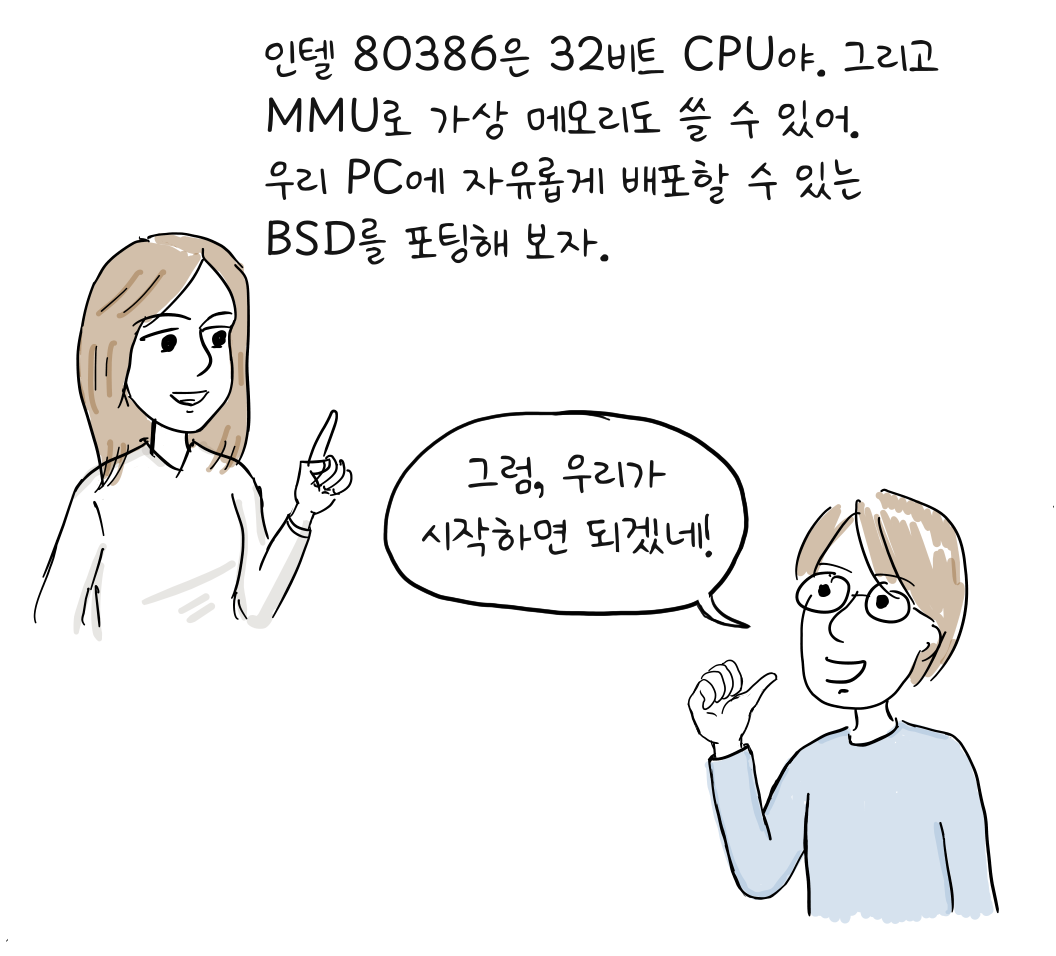 인텔 80386은 32비트 CPU야. 그리고
MMU로 가상 메모리도 쓸 수 있어.
우리 PC에 자유롭게 배포할 수 있는
BSD를 포팅해 보자.
그럼, 우리가
시작하면 되겠네!